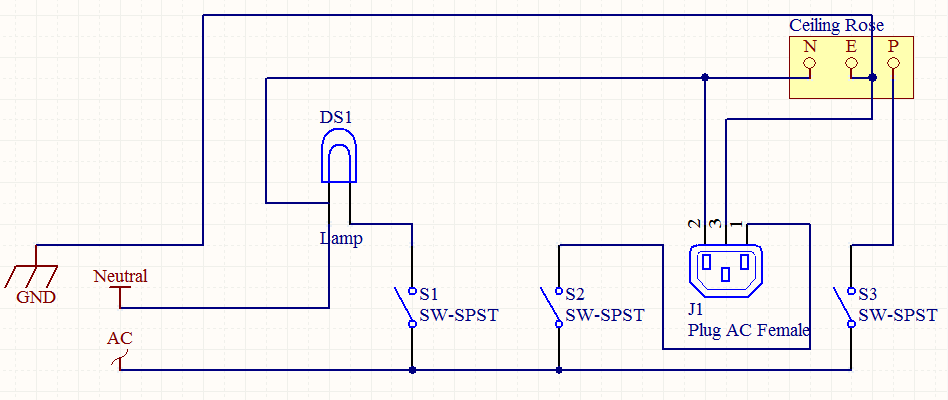 Ceiling Rose
N E P
DS1
Lamp
2 3 1
GND
Neutral
AC
S1
SW-SPST
S2
SW-SPST
J1
Plug AC Female
S3
SW-SPST